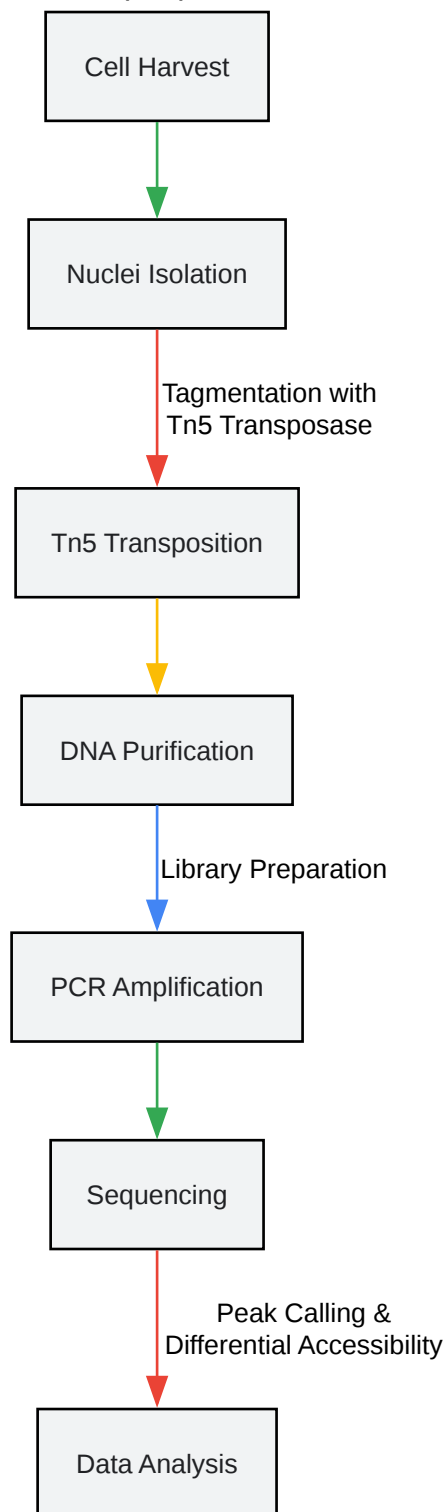 Cell Harvest
Nuclei Isolation
Tagmentation with
Tn5 Transposase
Tn5 Transposition
DNA Purification
Library Preparation
PCR Amplification
Sequencing
Peak Calling &
Differential Accessibility
Data Analysis